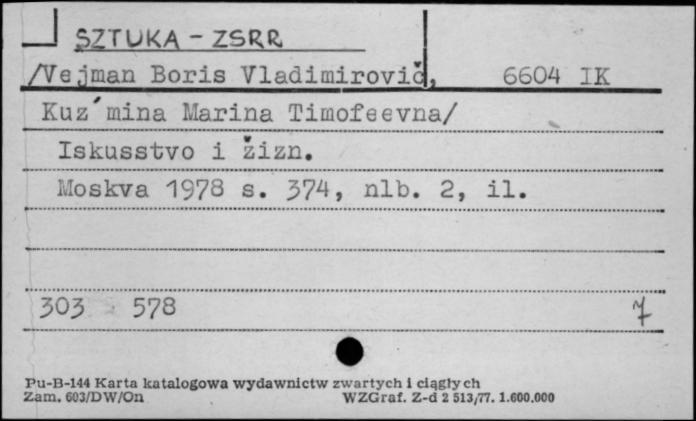 SZTUKA - ZSRR
/Vejman Boris Vladimirovič, 6604 IK
Kuz´mina Marina Timofeevna/
Iskusstvo i žizn.
Moskva 1978 s. 374, nlb. 2, il.
303 578 7
Pu-B-144 Karta katalogowa wydawnictw zwartych i ciągłych
Zam. 603/DW/On WZGraf. Z-d 2 513/77. 1.600.000